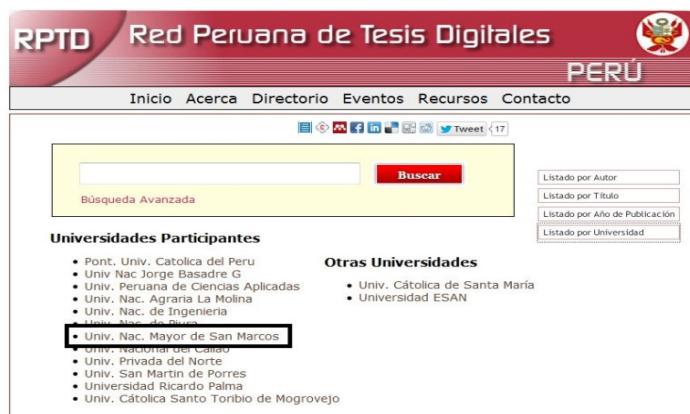 RPTD Red Peruana de Tesis Digitales
PERÚ
Inicio Acerca Directorio Eventos Recursos Contacto
Tweet 17
Buscar
Búsqueda Avanzada
Listado por Autor
Listado por Título
Listado por Año de Publicación
Listado por Universidad
Universidades Participantes
Pont. Univ. Catolica del Peru
Univ Nac Jorge Basadre G
Univ. Peruana de Ciencias Aplicadas
Univ. Nac. Agraria La Molina
Univ. Nac. de Ingenieria
Univ. Nac. de Piura
Univ. Nac. Mayor de San Marcos
Univ. Nacional del Callao
Univ. Privada del Norte
Univ. San Martin de Porres
Universidad Ricardo Palma
Univ. Cátolica Santo Toribio de Mogrovejo
Otras Universidades
Univ. Cátolica de Santa María
Universidad ESAN